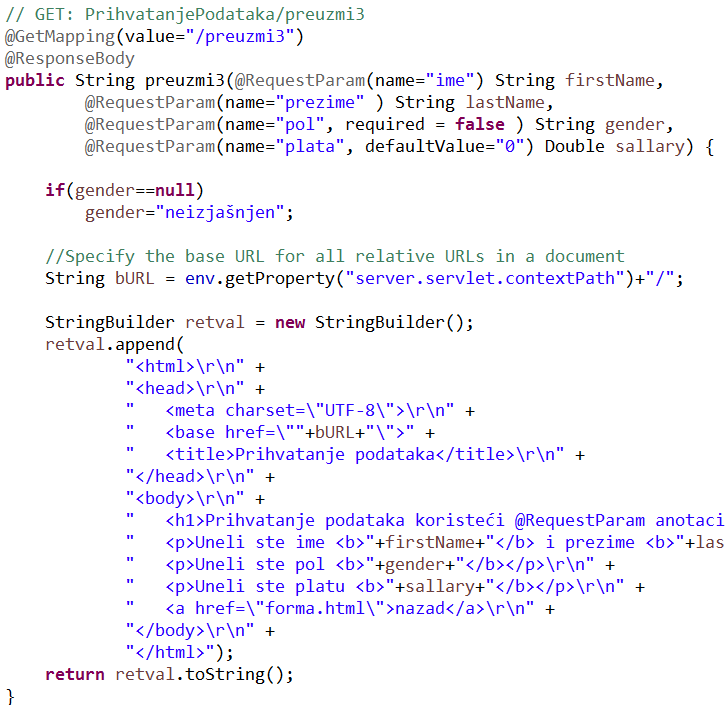 // GET: PrihvatanjePodataka/preuzmi3
@GetMapping(value="/preuzmi3")
@ResponseBody
public String preuzmi3(@RequestParam(name="ime") String firstName,
        @RequestParam(name="prezime" ) String lastName,
        @RequestParam(name="pol", required = false ) String gender,
        @RequestParam(name="plata", defaultValue="0") Double sallary) {
    if(gender==null)
        gender="neizjašnjen";
    //Specify the base URL for all relative URLs in a document
    String bURL = env.getProperty("server.servlet.contextPath")+"/";
    StringBuilder retval = new StringBuilder();
    retval.append(
            "<html>\r\n" +
            "<head>\r\n" +
            "   <meta charset=\"UTF-8\">\r\n" +
            "   <base href=\""+bURL+"\">" +
            "   <title>Prihvatanje podataka</title>\r\n" +
            "</head>\r\n" +
            "<body>\r\n" +
            "   <h1>Prihvatanje podataka koristeći @RequestParam anotaci
            "   <p>Uneli ste ime <b>"+firstName+"</b> i prezime <b>"+las
            "   <p>Uneli ste pol <b>"+gender+"</b></p>\r\n" +
            "   <p>Uneli ste platu <b>"+sallary+"</b></p>\r\n" +
            "   <a href=\"forma.html\">nazad</a>\r\n" +
            "</body>\r\n" +
            "</html>");
    return retval.toString();
}